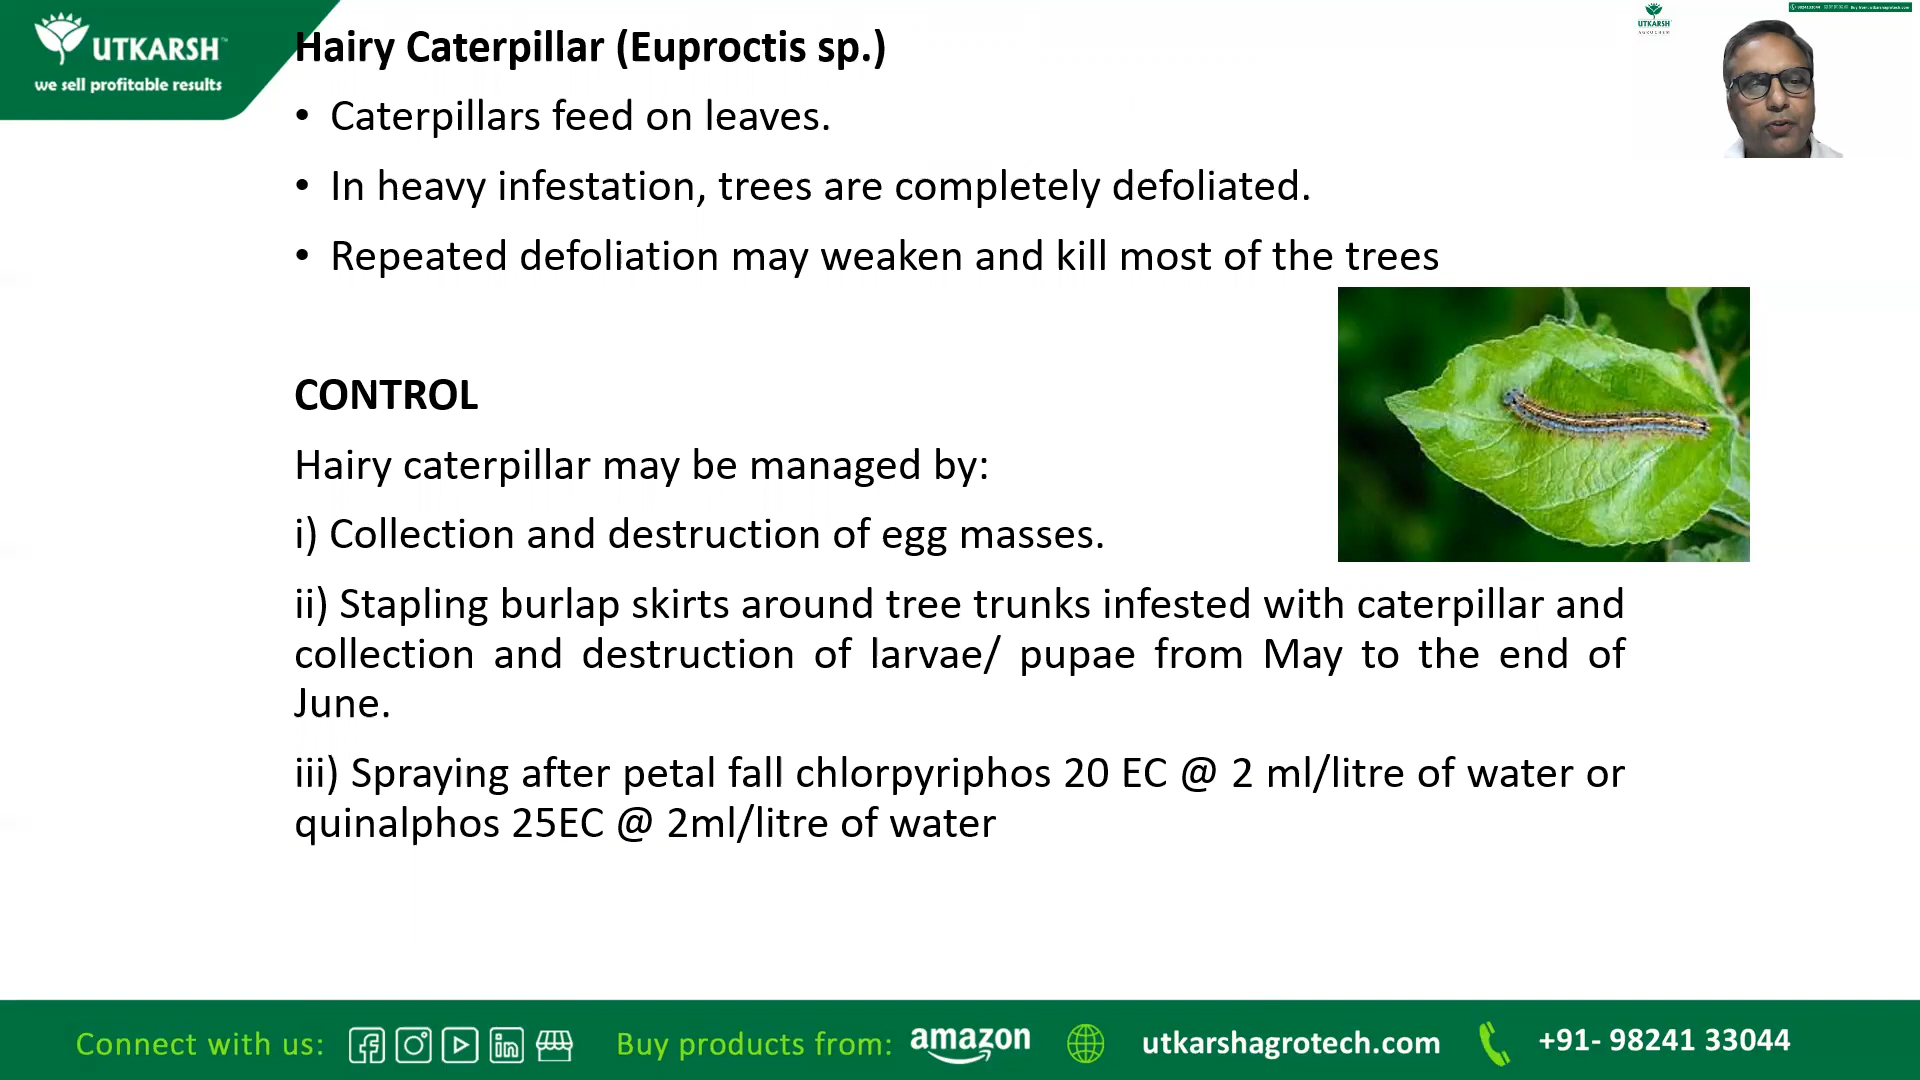 UTKARSH™
we sell profitable results
Hairy Caterpillar (Euproctis sp.)
• Caterpillars feed on leaves.
• In heavy infestation, trees are completely defoliated.
• Repeated defoliation may weaken and kill most of the trees
CONTROL
Hairy caterpillar may be managed by:
i) Collection and destruction of egg masses.
ii) Stapling burlap skirts around tree trunks infested with caterpillar and
collection and destruction of larvae/ pupae from May to the end of
June.
iii) Spraying after petal fall chlorpyriphos 20 EC @ 2 ml/litre of water or
quinalphos 25EC @ 2ml/litre of water
UTKARSH
AGROCHEM
Connect with us:
Buy products from: amazon
utkarshagrotech.com
+91- 98241 33044